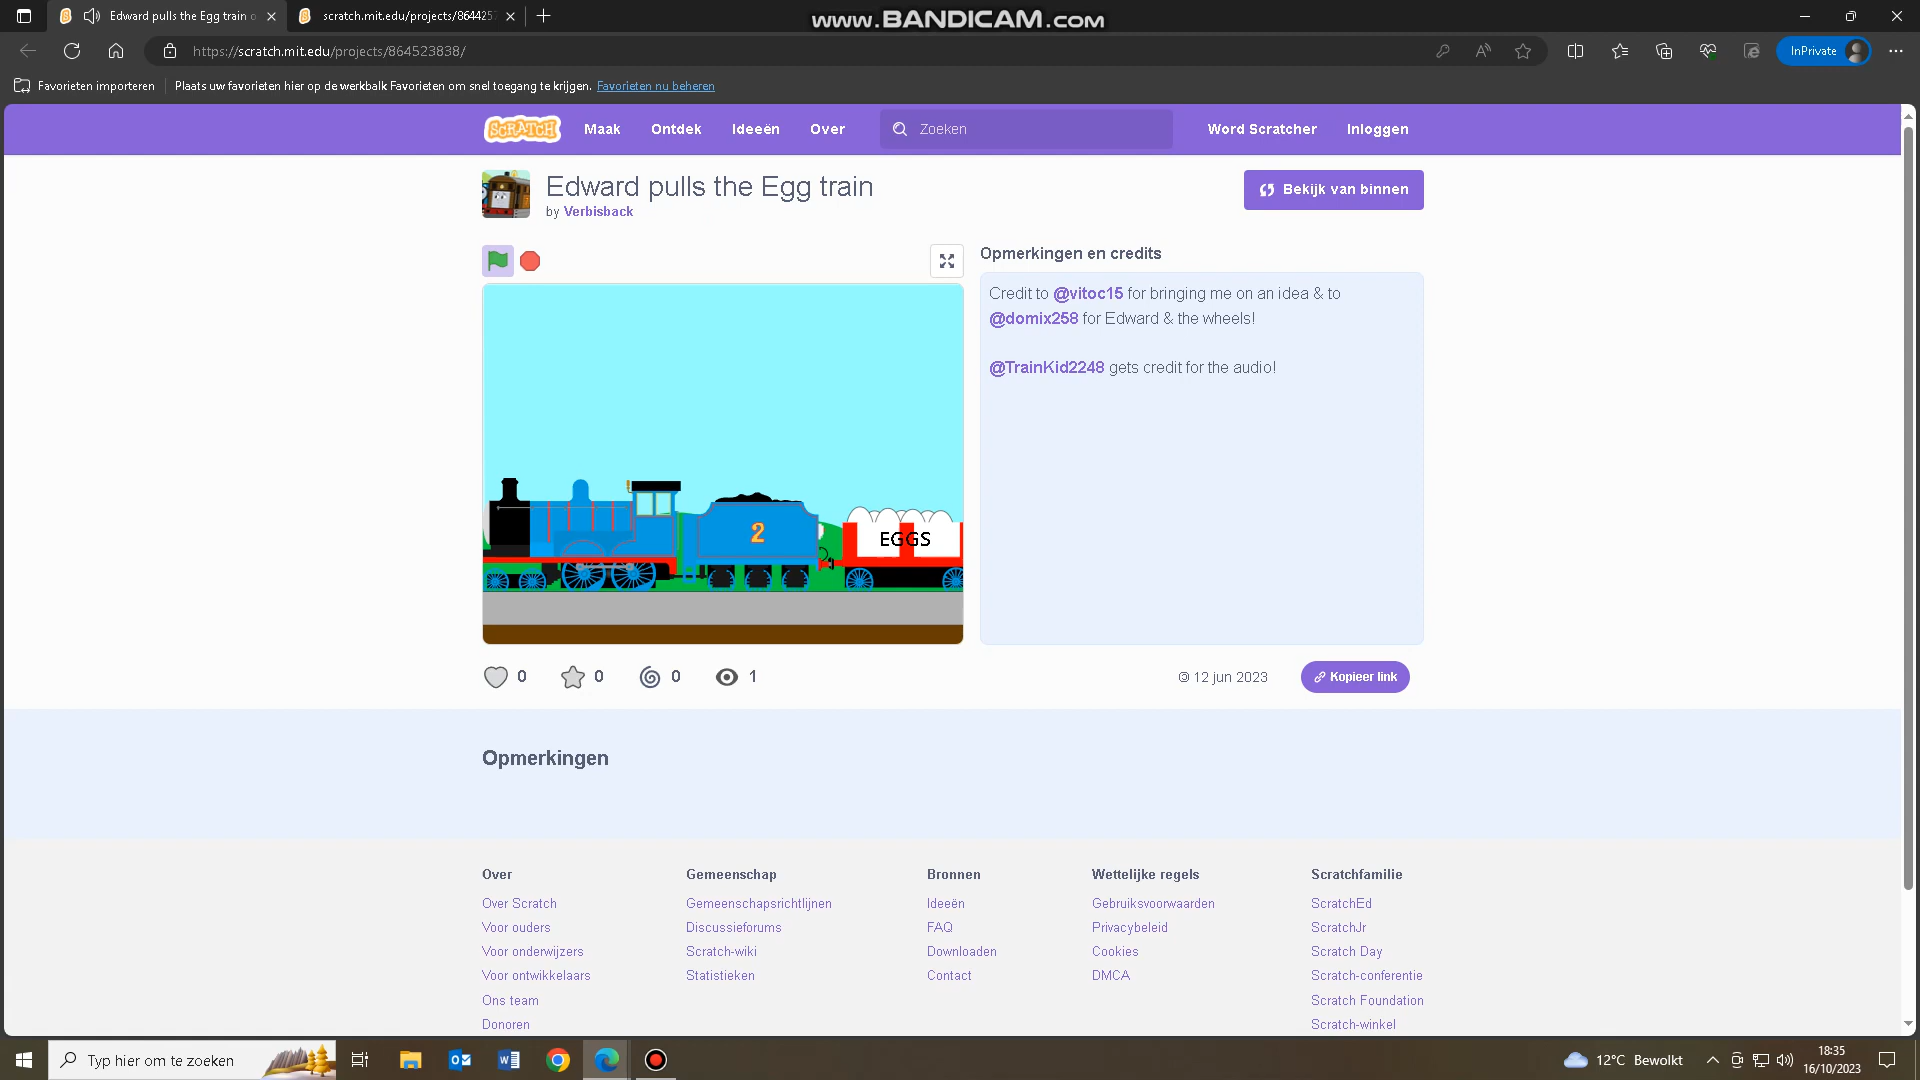 Edward pulls the Egg train o
scratch.mit.edu/projects/864425
www.BANDICAM.com
https://scratch.mit.edu/projects/864523838/
InPrivate
Favorieten importeren
Plaats uw favorieten hier op de werkbalk Favorieten om snel toegang te krijgen. Favorieten nu beheren
SCRATCH
Maak
Ontdek
Ideeën
Over
Zoeken
Word Scratcher
Inloggen
Edward pulls the Egg train
by Verbisback
Bekijk van binnen
Opmerkingen en credits
Credit to @vitoc15 for bringing me on an idea & to
@domix258 for Edward & the wheels!
@TrainKid2248 gets credit for the audio!
2
EGGS
0
0
0
1
© 12 jun 2023
Kopieer link
Opmerkingen
Over
Over Scratch
Voor ouders
Voor onderwijzers
Voor ontwikkelaars
Ons team
Donoren
Gemeenschap
Gemeenschapsrichtlijnen
Discussieforums
Scratch-wiki
Statistieken
Bronnen
Ideeën
FAQ
Downloaden
Contact
Wettelijke regels
Gebruiksvoorwaarden
Privacybeleid
Cookies
DMCA
Scratchfamilie
ScratchEd
ScratchJr
Scratch Day
Scratch-conferentie
Scratch Foundation
Scratch-winkel
Typ hier om te zoeken
12°C Bewolkt
18:35
16/10/2023